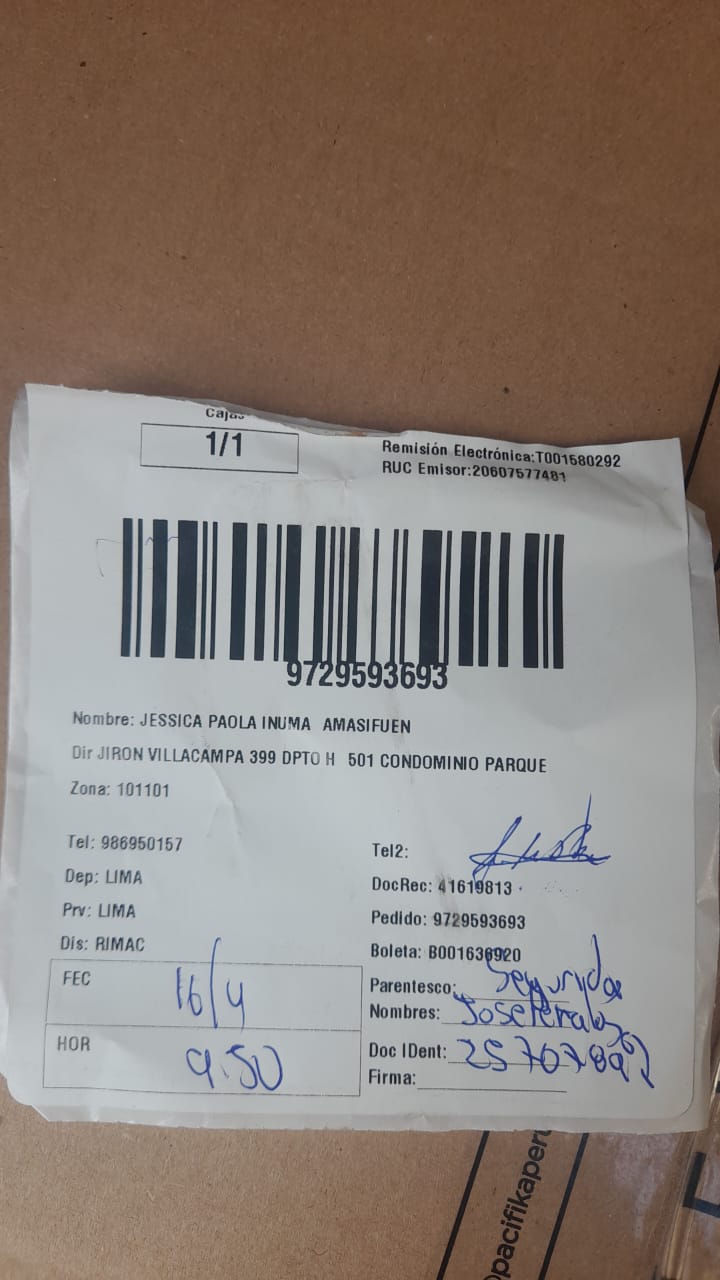 Cajas
1/1
Remisión Electrónica:T001580292
RUC Emisor:20607577481
9729593693
Nombre: JESSICA PAOLA INUMA AMASIFUEN
Dir JIRON VILLACAMPA 399 DPTO H 501 CONDOMINIO PARQUE
Zona: 101101
Tel: 986950157
Dep: LIMA
Prv: LIMA
Dis: RIMAC
FEC 16/4
HOR 9.50
Tel2:
DocRec: 41619813
Pedido: 9729593693
Boleta: B001636920
Parentesco: Seguridad
Nombres: Jose
Doc IDent:
Firma:
opacifikaperu